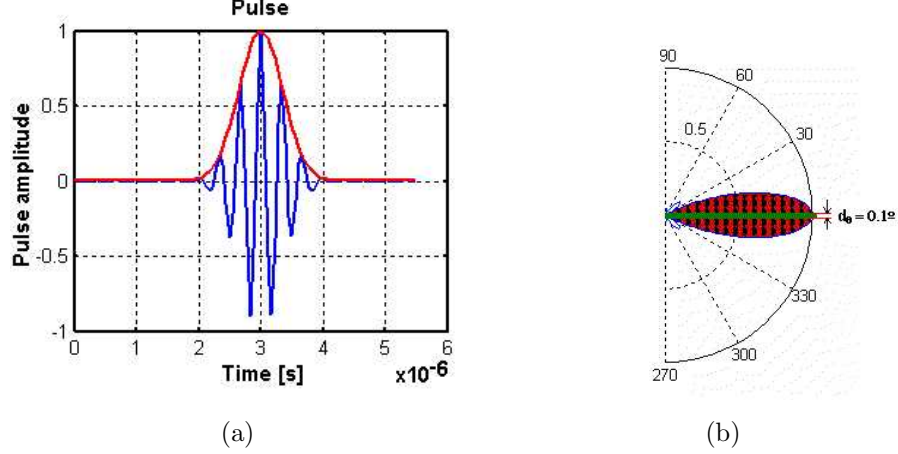 Pulse
1
0.5
0
-0.5
-1
Pulse amplitude
0 1 2 3 4 5 6
Time [s]
x10⁻⁶
(a)
90
60
0.5
30
dθ = 0.1º
330
300
270
(b)